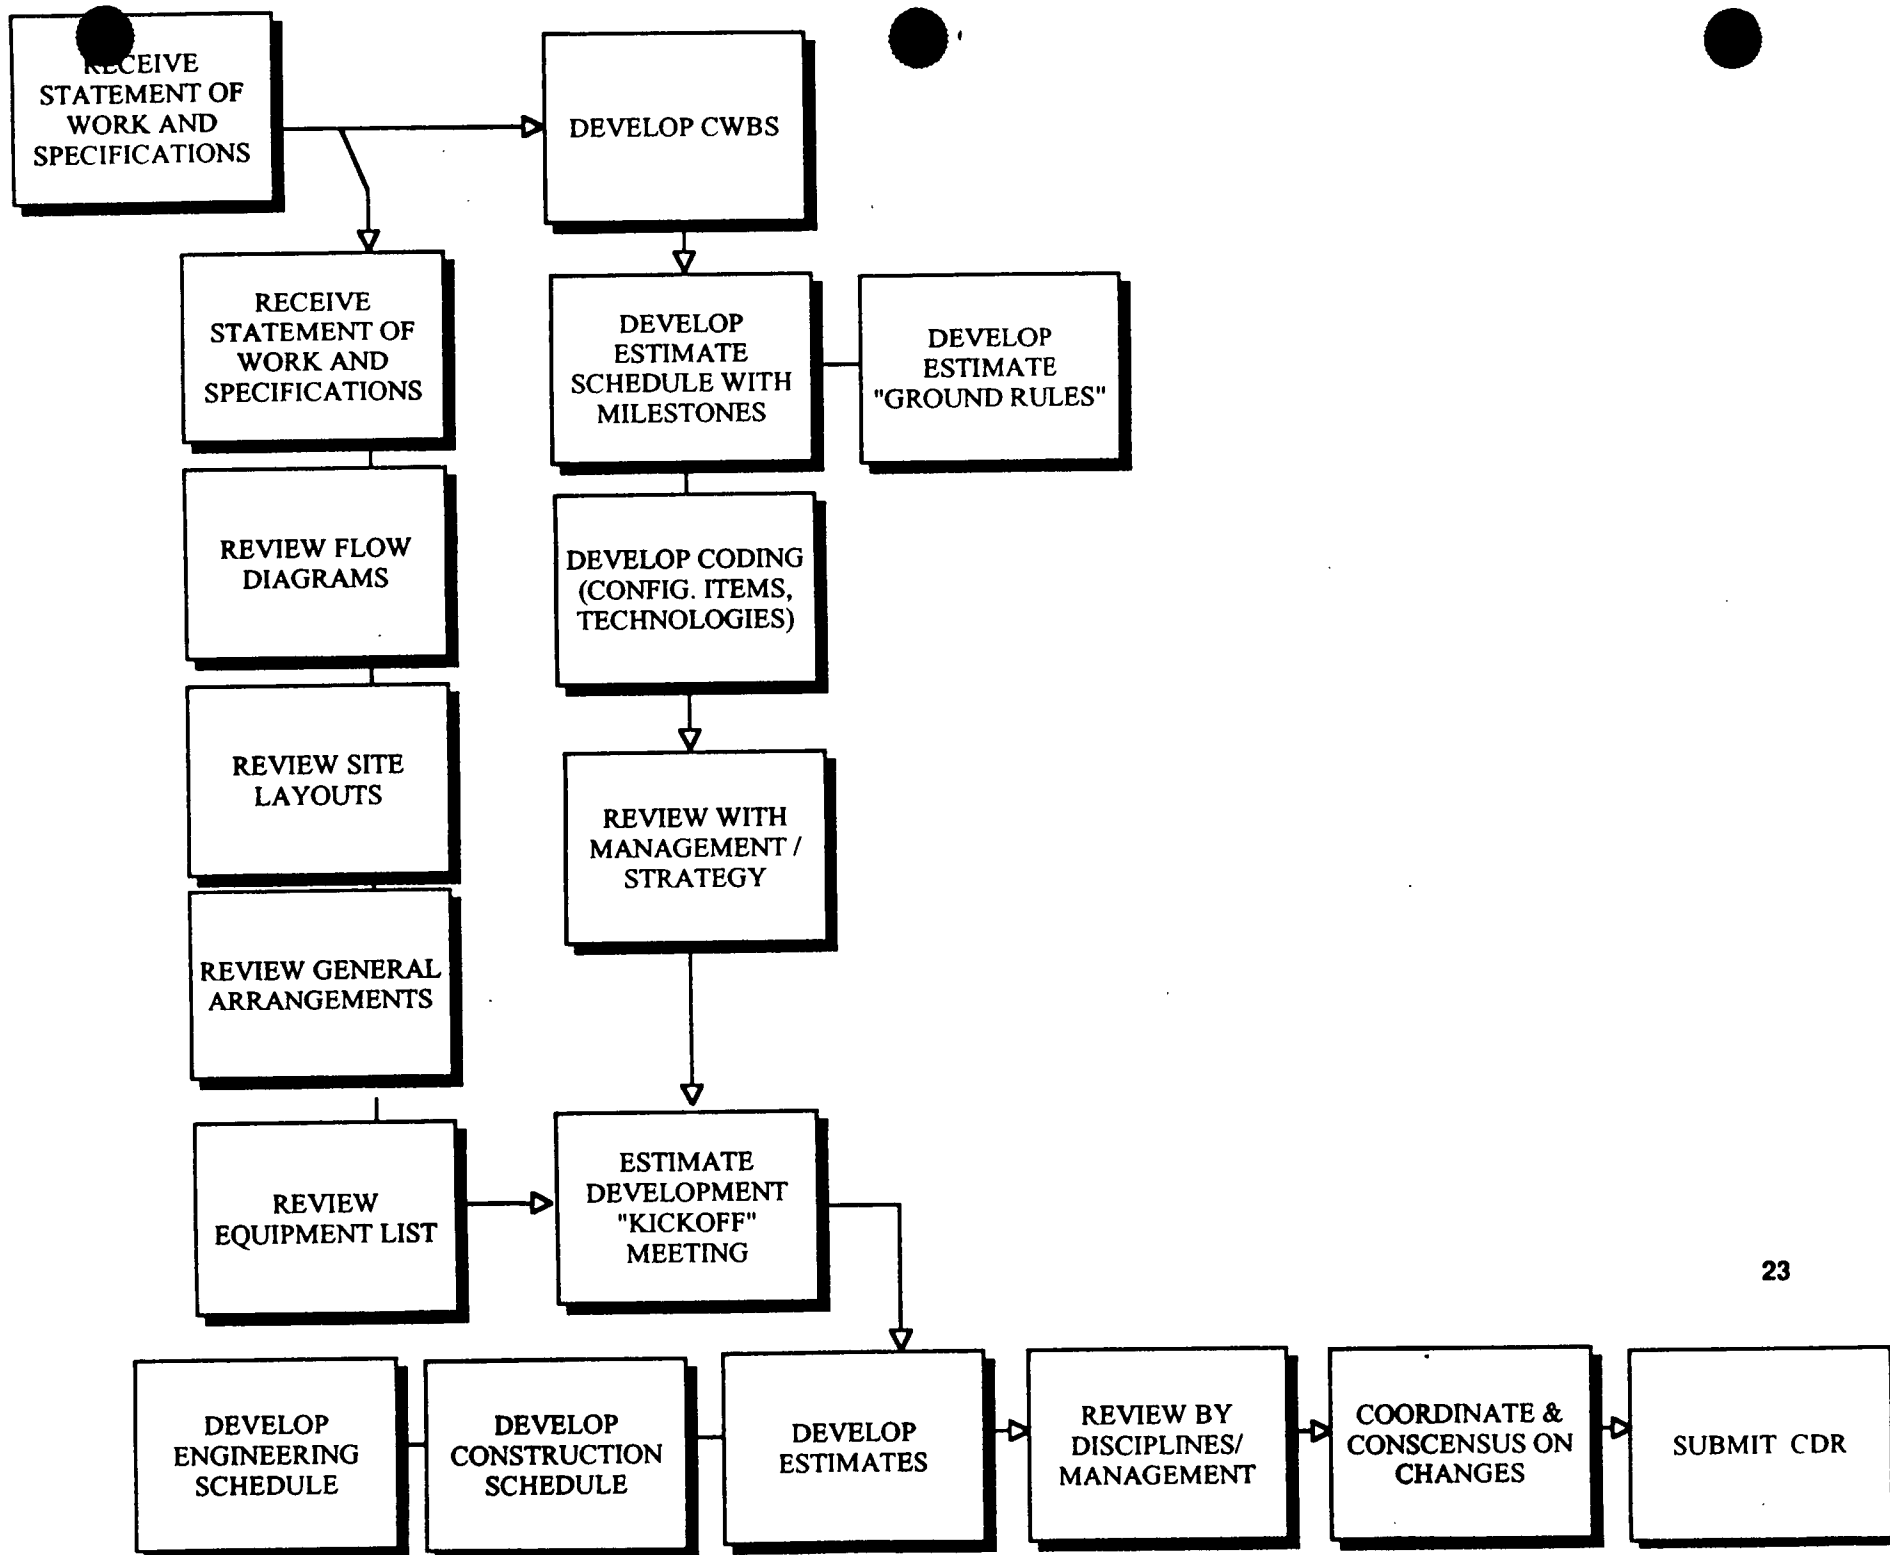 RECEIVE
STATEMENT OF
WORK AND
SPECIFICATIONS
DEVELOP CWBS
RECEIVE
STATEMENT OF
WORK AND
SPECIFICATIONS
DEVELOP
ESTIMATE
SCHEDULE WITH
MILESTONES
DEVELOP
ESTIMATE
"GROUND RULES"
REVIEW FLOW
DIAGRAMS
DEVELOP CODING
(CONFIG. ITEMS,
TECHNOLOGIES)
REVIEW SITE
LAYOUTS
REVIEW WITH
MANAGEMENT /
STRATEGY
REVIEW GENERAL
ARRANGEMENTS
REVIEW
EQUIPMENT LIST
ESTIMATE
DEVELOPMENT
"KICKOFF"
MEETING
23
DEVELOP
ENGINEERING
SCHEDULE
DEVELOP
CONSTRUCTION
SCHEDULE
DEVELOP
ESTIMATES
REVIEW BY
DISCIPLINES/
MANAGEMENT
COORDINATE &
CONSCENSUS ON
CHANGES
SUBMIT CDR